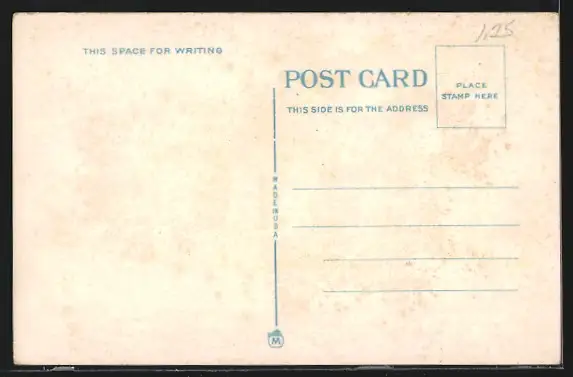 1.25
THIS SPACE FOR WRITING
POST CARD
PLACE
STAMP HERE
THIS SIDE IS FOR THE ADDRESS
MADE IN USA
M